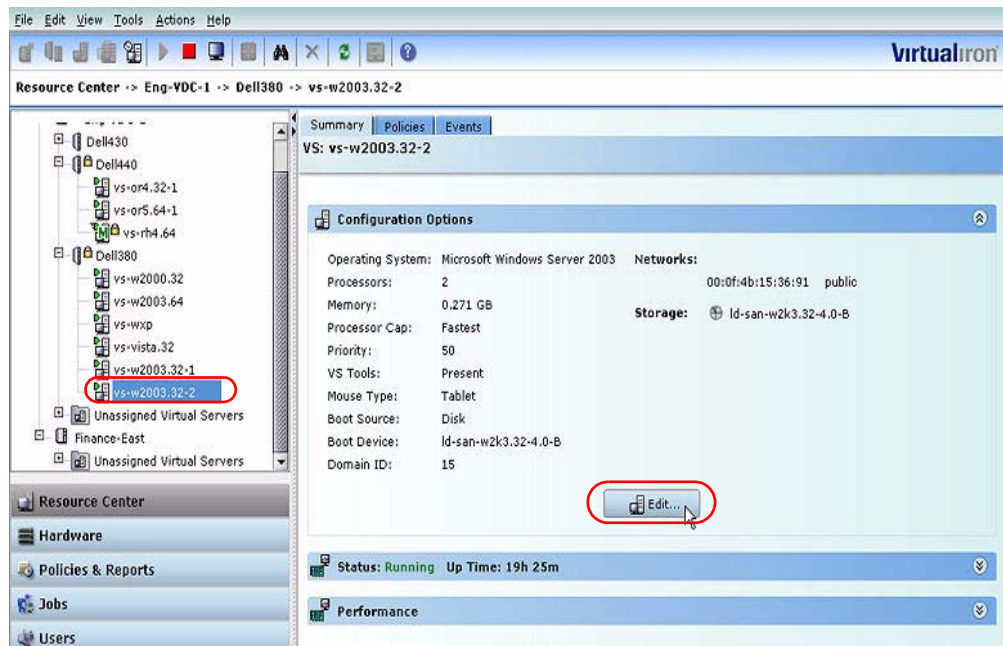 File Edit View Tools Actions Help
VirtualIron
Resource Center -> Eng-VDC-1 -> Dell380 -> vs-w2003.32-2
Dell430
Dell440
vs-or4.32-1
vs-or5.64-1
M vs-rh4.64
Dell380
vs-w2000.32
vs-w2003.64
vs-wxp
vs-vista.32
vs-w2003.32-1
vs-w2003.32-2
Unassigned Virtual Servers
Finance-East
Unassigned Virtual Servers
Resource Center
Hardware
Policies & Reports
Jobs
Users
Summary Policies Events
VS: vs-w2003.32-2
Configuration Options
Operating System: Microsoft Windows Server 2003
Processors: 2
Memory: 0.271 GB
Processor Cap: Fastest
Priority: 50
VS Tools: Present
Mouse Type: Tablet
Boot Source: Disk
Boot Device: ld-san-w2k3.32-4.0-B
Domain ID: 15
Networks:
00:0f:4b:15:36:91 public
Storage: ld-san-w2k3.32-4.0-B
Edit...
Status: Running Up Time: 19h 25m
Performance